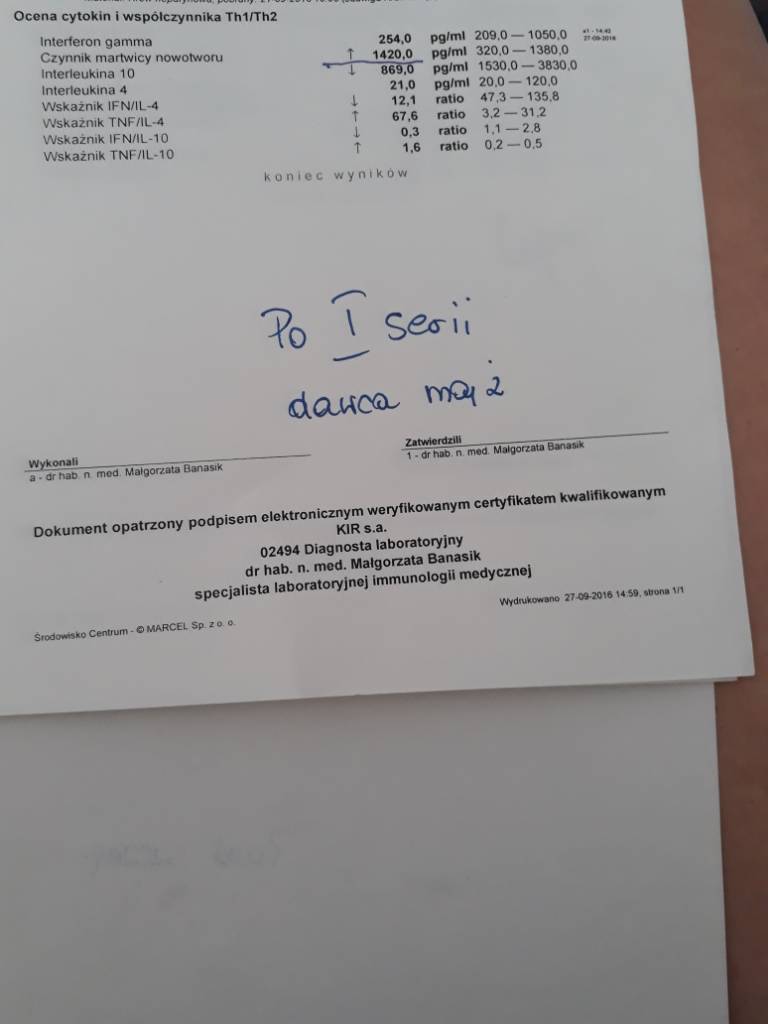 Ocena cytokin i współczynnika Th1/Th2
Interferon gamma 254,0 pg/ml 209,0 — 1050,0
27-09-2016
Czynnik martwicy nowotworu ↑ 1420,0 pg/ml 320,0 — 1380,0
Interleukina 10 ↓ 869,0 pg/ml 1530,0 — 3830,0
Interleukina 4 21,0 pg/ml 20,0 — 120,0
Wskaźnik IFN/IL-4 ↓ 12,1 ratio 47,3 — 135,8
Wskaźnik TNF/IL-4 ↑ 67,6 ratio 3,2 — 31,2
Wskaźnik IFN/IL-10 ↓ 0,3 ratio 1,1 — 2,8
Wskaźnik TNF/IL-10 ↑ 1,6 ratio 0,2 — 0,5
koniec wyników
Po I serii
dawca mąż
Wykonali
a - dr hab. n. med. Małgorzata Banasik
Zatwierdzili
1 - dr hab. n. med. Małgorzata Banasik
Dokument opatrzony podpisem elektronicznym weryfikowanym certyfikatem kwalifikowanym
KIR s.a.
02494 Diagnosta laboratoryjny
dr hab. n. med. Małgorzata Banasik
specjalista laboratoryjnej immunologii medycznej
Wydrukowano 27-09-2016 14:59, strona 1/1
Środowisko Centrum - © MARCEL Sp. z o. o.